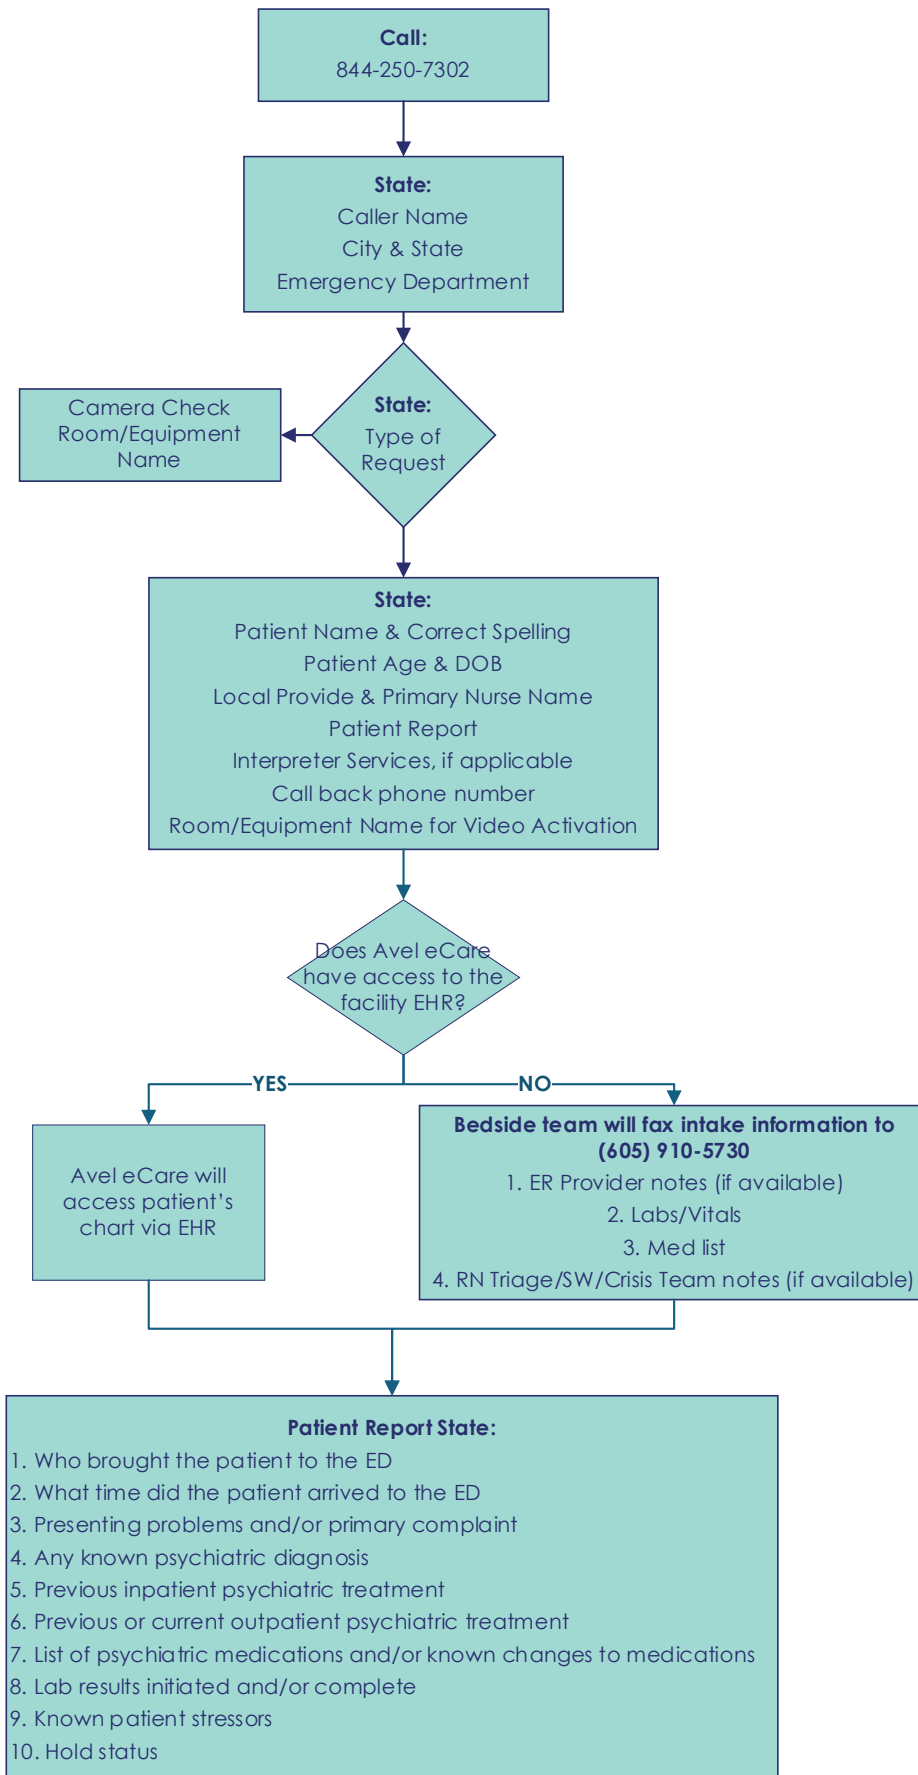 Call:
844-250-7302
State:
Caller Name
City & State
Emergency Department
State:
Type of
Request
Camera Check
Room/Equipment
Name
State:
Patient Name & Correct Spelling
Patient Age & DOB
Local Provide & Primary Nurse Name
Patient Report
Interpreter Services, if applicable
Call back phone number
Room/Equipment Name for Video Activation
Does Avel eCare
have access to the
facility EHR?
YES
NO
Avel eCare will
access patient’s
chart via EHR
Bedside team will fax intake information to
(605) 910-5730
1. ER Provider notes (if available)
2. Labs/Vitals
3. Med list
4. RN Triage/SW/Crisis Team notes (if available)
Patient Report State:
1. Who brought the patient to the ED
2. What time did the patient arrived to the ED
3. Presenting problems and/or primary complaint
4. Any known psychiatric diagnosis
5. Previous inpatient psychiatric treatment
6. Previous or current outpatient psychiatric treatment
7. List of psychiatric medications and/or known changes to medications
8. Lab results initiated and/or complete
9. Known patient stressors
10. Hold status